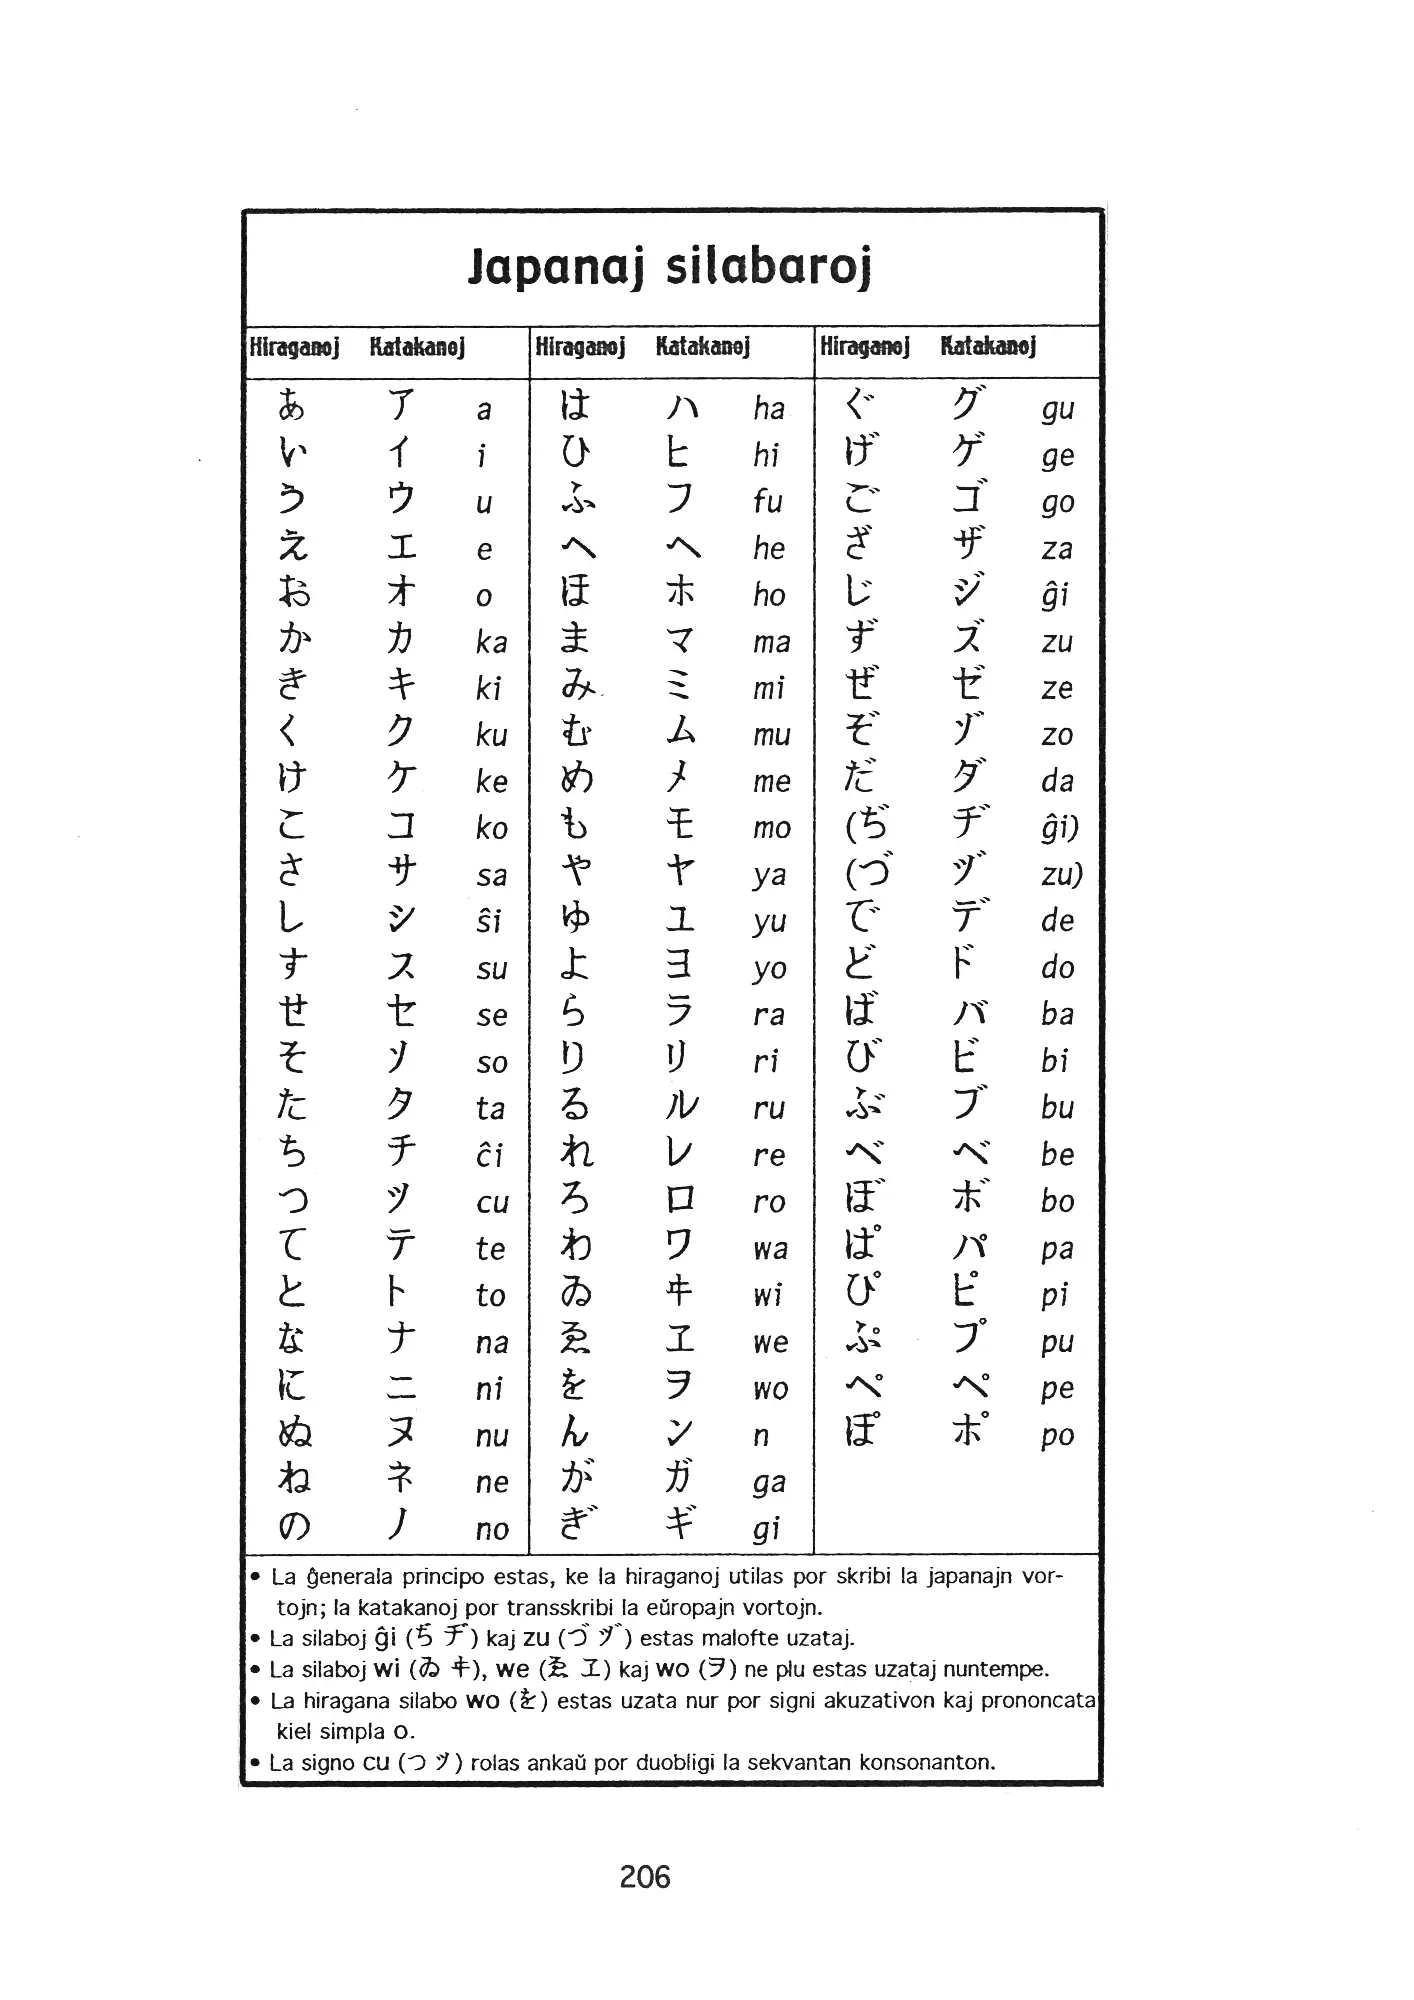 Japanaj silabaroj
Hiraganoj Katakanoj Hiraganoj Katakanoj Hiraganoj Katakanoj
あ ア a は ハ ha ぐ グ gu
い イ i ひ ヒ hi げ ゲ ge
う ウ u ふ フ fu ご ゴ go
え エ e へ ヘ he ざ ザ za
お オ o ほ ホ ho じ ジ ĝi
か カ ka ま マ ma ず ズ zu
き キ ki み ミ mi ぜ ゼ ze
く ク ku む ム mu ぞ ゾ zo
け ケ ke め メ me だ ダ da
こ コ ko も モ mo (ぢ ヂ ĝi)
さ サ sa や ヤ ya (づ ヅ zu)
し シ ŝi ゆ ユ yu で デ de
す ス su よ ヨ yo ど ド do
せ セ se ら ラ ra ば バ ba
そ ソ so り リ ri び ビ bi
た タ ta る ル ru ぶ ブ bu
ち チ ĉi れ レ re べ ベ be
つ ツ cu ろ ロ ro ぼ ボ bo
て テ te わ ワ wa ぱ パ pa
と ト to ゐ ヰ wi ぴ ピ pi
な ナ na ゑ ヱ we ぷ プ pu
に ニ ni を ヲ wo ぺ ペ pe
ぬ ヌ nu ん ン n ぽ ポ po
ね ネ ne が ガ ga
の ノ no ぎ ギ gi
• La ĝenerala principo estas, ke la hiraganoj utilas por skribi la japanajn vor-
tojn; la katakanoj por transskribi la eŭropajn vortojn.
• La silaboj ĝi (ぢ ヂ) kaj zu (づ ヅ) estas malofte uzataj.
• La silaboj wi (ゐ ヰ), we (ゑ ヱ) kaj wo (ヲ) ne plu estas uzataj nuntempe.
• La hiragana silabo wo (を) estas uzata nur por signi akuzativon kaj prononcata
kiel simpla o.
• La signo cu (つ ツ) rolas ankaŭ por duobligi la sekvantan konsonanton.
206